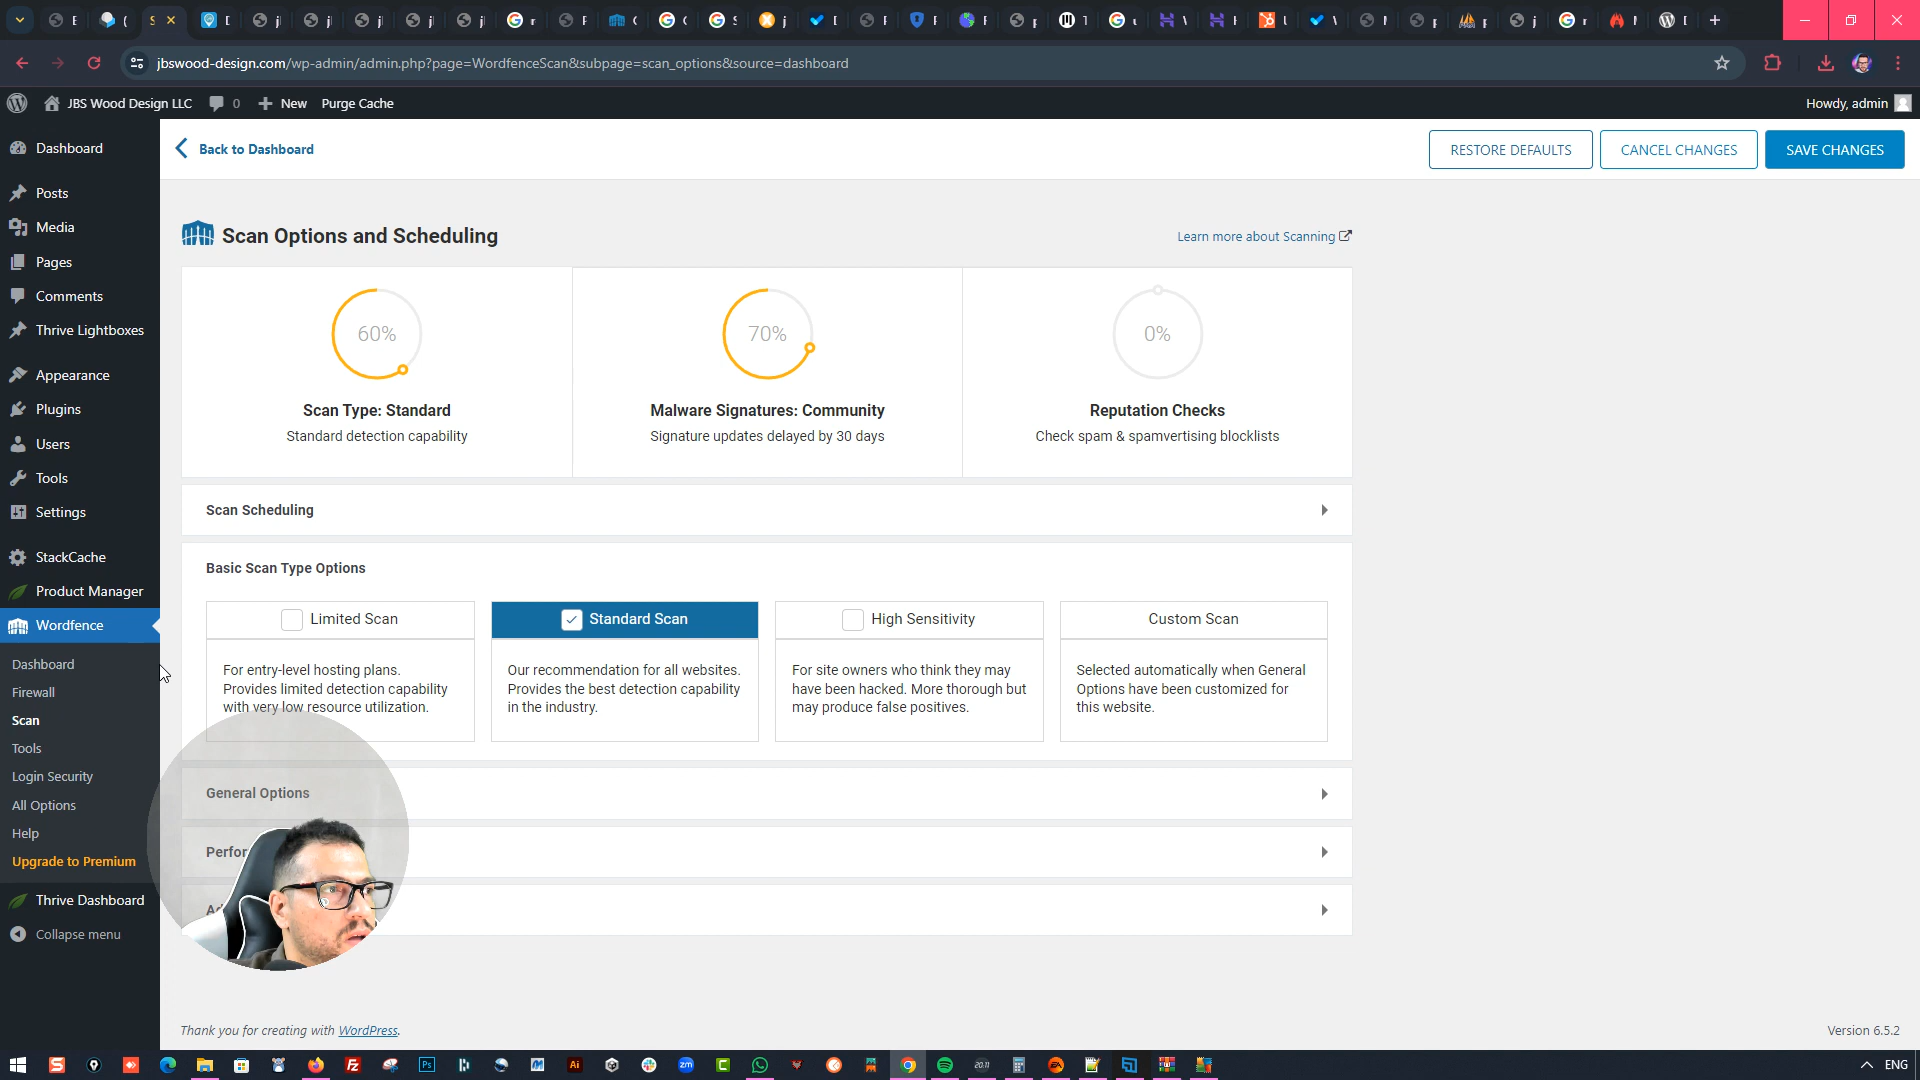 jbswood-design.com/wp-admin/admin.php?page=WordfenceScan&subpage=scan_options&source=dashboard
JBS Wood Design LLC
0
New
Purge Cache
Howdy, admin
Dashboard
Posts
Media
Pages
Comments
Thrive Lightboxes
Appearance
Plugins
Users
Tools
Settings
StackCache
Product Manager
Wordfence
Dashboard
Firewall
Scan
Tools
Login Security
All Options
Help
Upgrade to Premium
Thrive Dashboard
Collapse menu
Back to Dashboard
RESTORE DEFAULTS
CANCEL CHANGES
SAVE CHANGES
Scan Options and Scheduling
Learn more about Scanning
60%
Scan Type: Standard
Standard detection capability
70%
Malware Signatures: Community
Signature updates delayed by 30 days
0%
Reputation Checks
Check spam & spamvertising blocklists
Scan Scheduling
Basic Scan Type Options
Limited Scan
For entry-level hosting plans.
Provides limited detection capability
with very low resource utilization.
Standard Scan
Our recommendation for all websites.
Provides the best detection capability
in the industry.
High Sensitivity
For site owners who think they may
have been hacked. More thorough but
may produce false positives.
Custom Scan
Selected automatically when General
Options have been customized for
this website.
General Options
Thank you for creating with WordPress.
Version 6.5.2
ENG